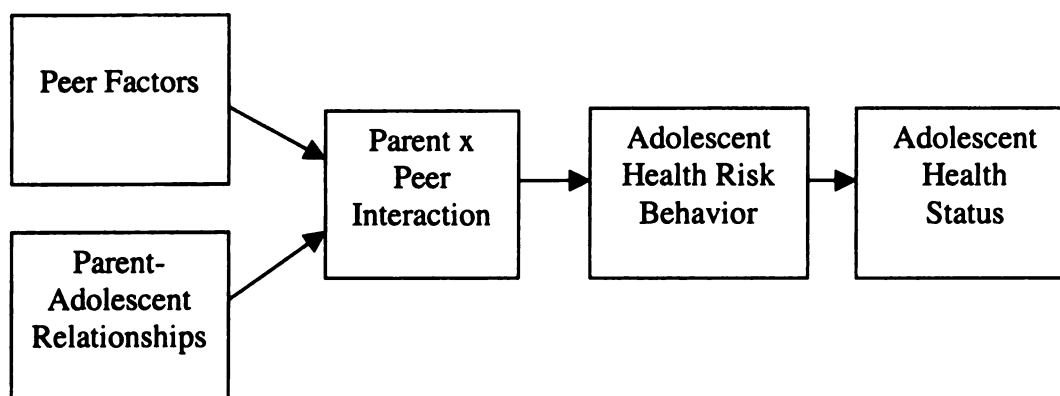 Peer Factors
Parent-
Adolescent
Relationships
Parent x
Peer
Interaction
Adolescent
Health Risk
Behavior
Adolescent
Health
Status